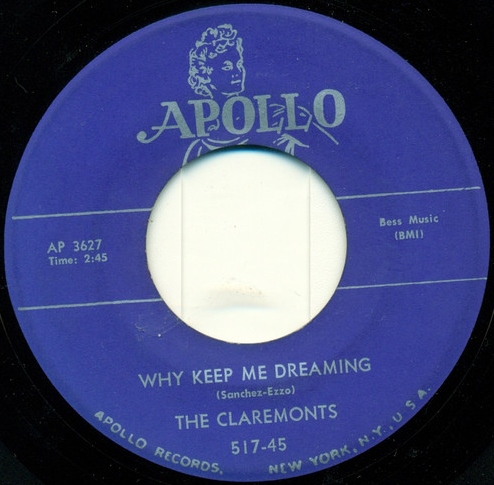 APOLLO
Bess Music
(BMI)
AP 3627
Time: 2:45
WHY KEEP ME DREAMING
(Sanchez-Ezzo)
THE CLAREMONTS
517-45
APOLLO RECORDS, NEW YORK, N.Y., U.S.A.